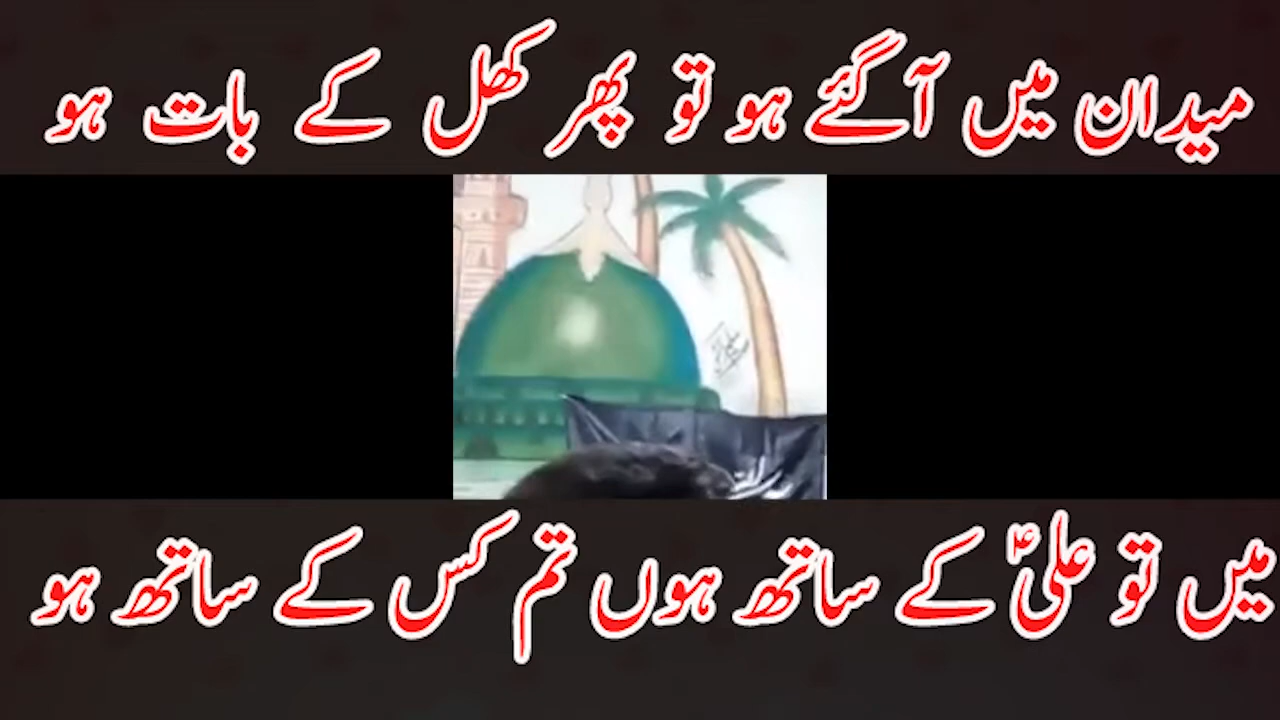 میدان میں آ گئے ہو تو پھر کھل کے بات ہو
میں تو علیؑ کے ساتھ ہوں تم کس کے ساتھ ہو